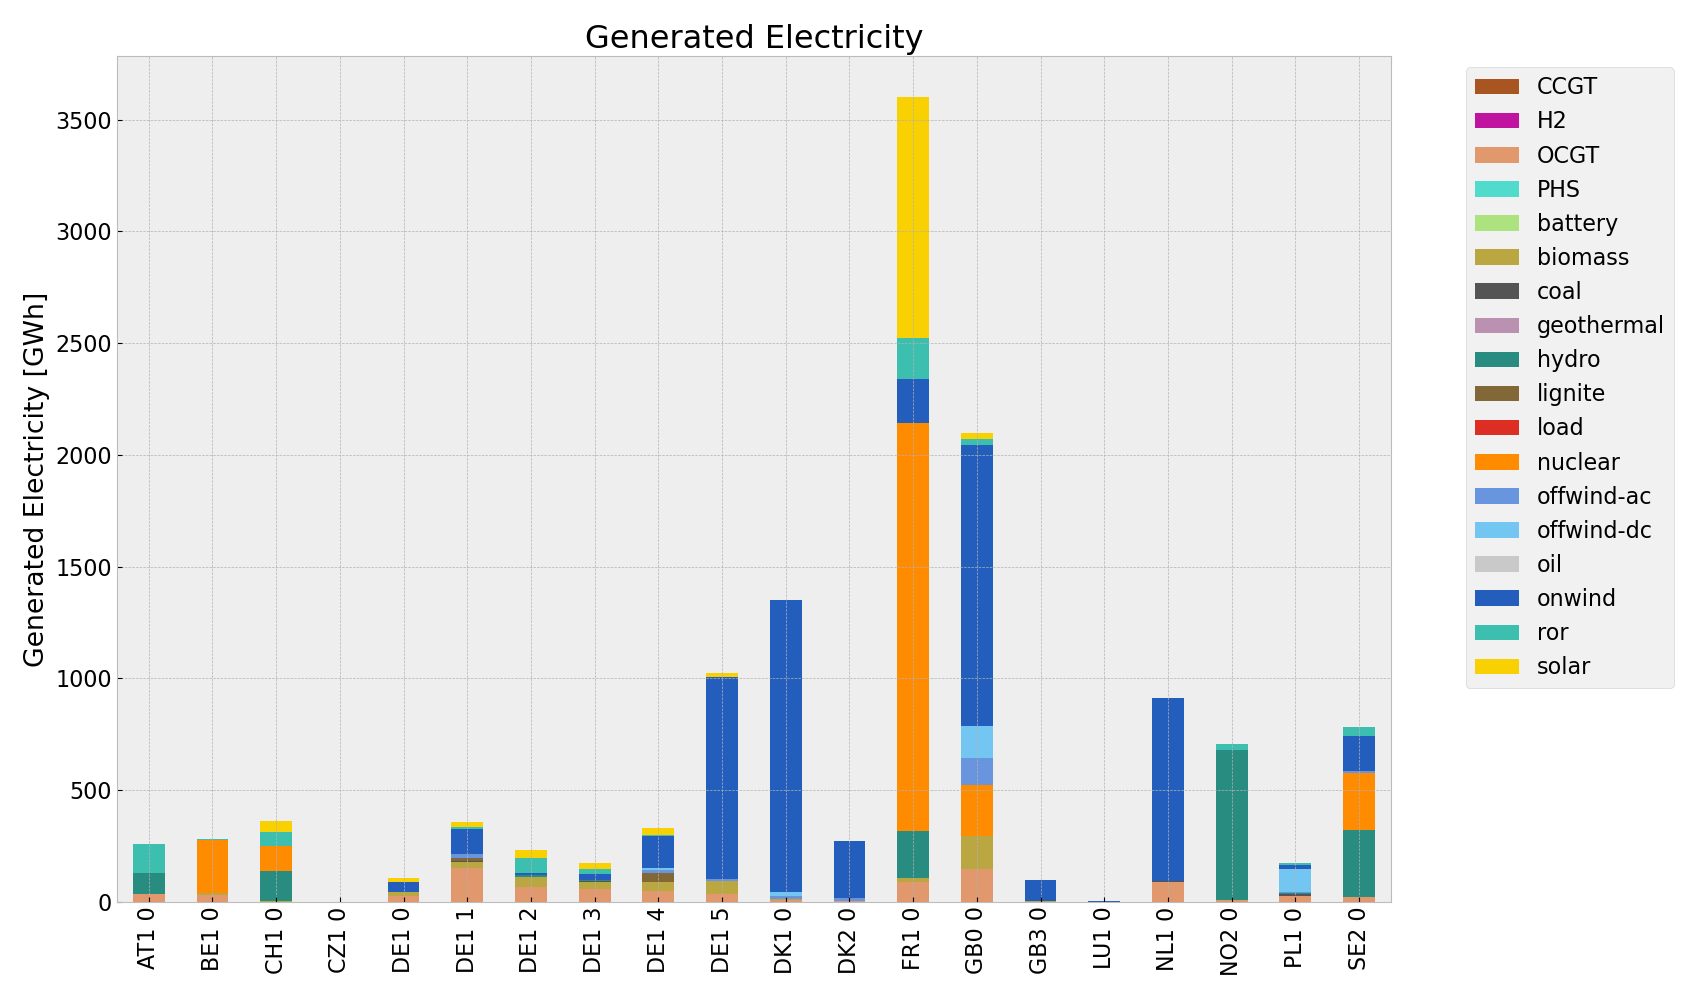 Generated Electricity
Generated Electricity [GWh]
3500
3000
2500
2000
1500
1000
500
0
AT1 0
BE1 0
CH1 0
CZ1 0
DE1 0
DE1 1
DE1 2
DE1 3
DE1 4
DE1 5
DK1 0
DK2 0
FR1 0
GB0 0
GB3 0
LU1 0
NL1 0
NO2 0
PL1 0
SE2 0
CCGT
H2
OCGT
PHS
battery
biomass
coal
geothermal
hydro
lignite
load
nuclear
offwind-ac
offwind-dc
oil
onwind
ror
solar